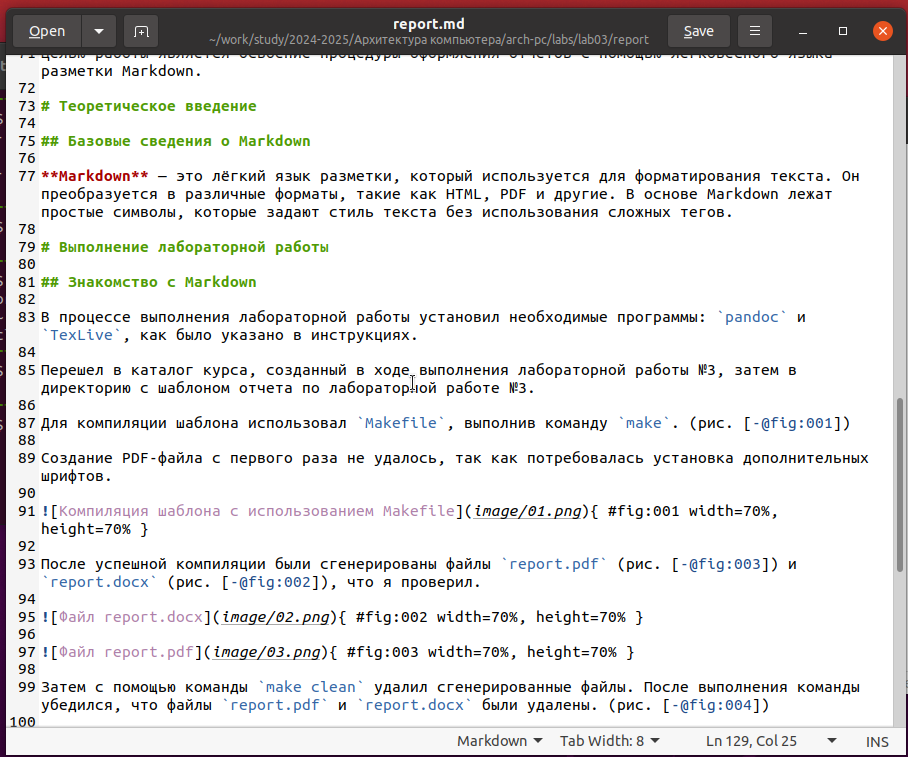 Open
report.md
~/work/study/2024-2025/Архитектура компьютера/arch-pc/labs/lab03/report
Save
71 Целью работы является освоение процедуры оформления отчетов с помощью легковесного языка
разметки Markdown.
72
73 # Теоретическое введение
74
75 ## Базовые сведения о Markdown
76
77 **Markdown** — это лёгкий язык разметки, который используется для форматирования текста. Он
преобразуется в различные форматы, такие как HTML, PDF и другие. В основе Markdown лежат
простые символы, которые задают стиль текста без использования сложных тегов.
78
79 # Выполнение лабораторной работы
80
81 ## Знакомство с Markdown
82
83 В процессе выполнения лабораторной работы установил необходимые программы: `pandoc` и
`TexLive`, как было указано в инструкциях.
84
85 Перешел в каталог курса, созданный в ходе выполнения лабораторной работы №3, затем в
директорию с шаблоном отчета по лабораторной работе №3.
86
87 Для компиляции шаблона использовал `Makefile`, выполнив команду `make`. (рис. [-@fig:001])
88
89 Создание PDF-файла с первого раза не удалось, так как потребовалась установка дополнительных
шрифтов.
90
91 ![Компиляция шаблона с использованием Makefile](image/01.png){ #fig:001 width=70%,
height=70% }
92
93 После успешной компиляции были сгенерированы файлы `report.pdf` (рис. [-@fig:003]) и
`report.docx` (рис. [-@fig:002]), что я проверил.
94
95 ![Файл report.docx](image/02.png){ #fig:002 width=70%, height=70% }
96
97 ![Файл report.pdf](image/03.png){ #fig:003 width=70%, height=70% }
98
99 Затем с помощью команды `make clean` удалил сгенерированные файлы. После выполнения команды
убедился, что файлы `report.pdf` и `report.docx` были удалены. (рис. [-@fig:004])
100
Markdown Tab Width: 8 Ln 129, Col 25 INS